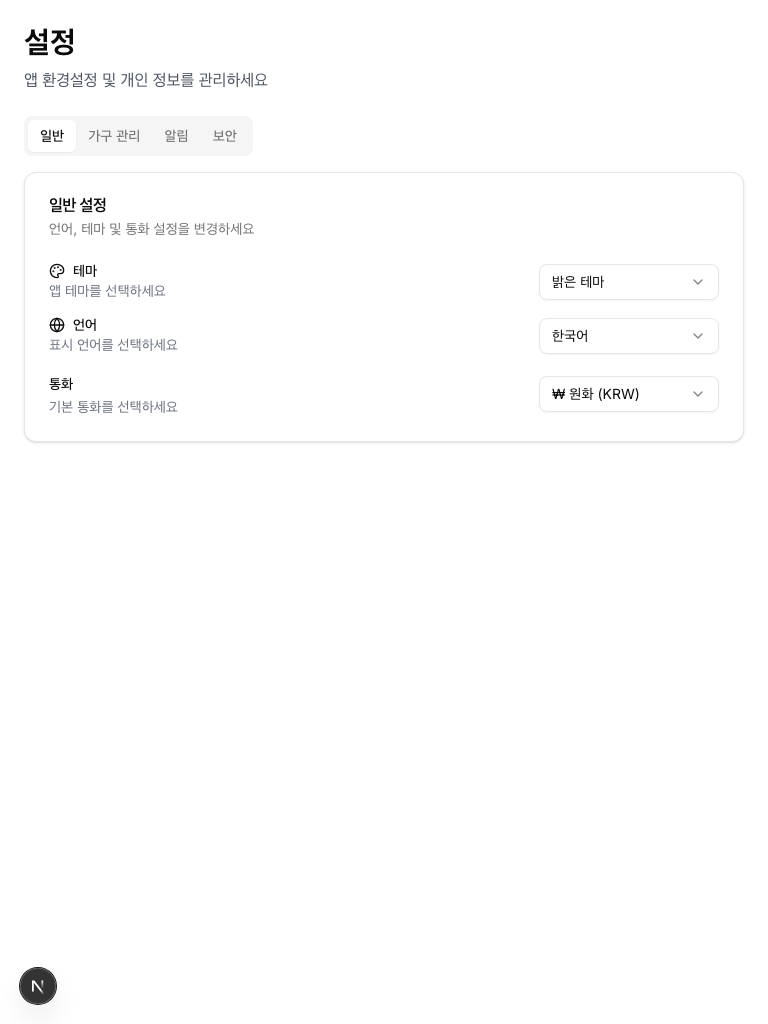 설정
앱 환경설정 및 개인 정보를 관리하세요
일반 가구 관리 알림 보안
일반 설정
언어, 테마 및 통화 설정을 변경하세요
테마
앱 테마를 선택하세요
밝은 테마
언어
표시 언어를 선택하세요
한국어
통화
기본 통화를 선택하세요
₩ 원화 (KRW)
N